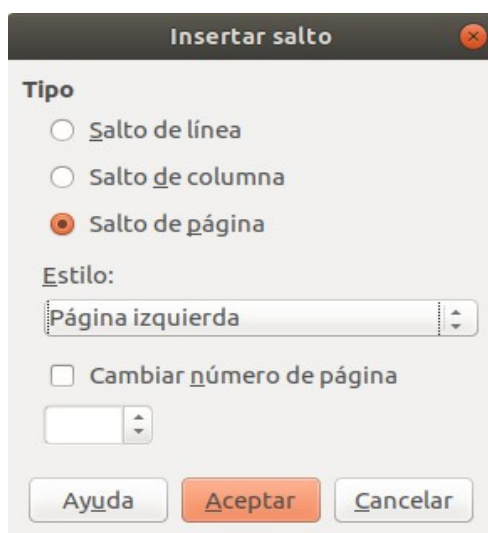 Insertar salto
Tipo
Salto de línea
Salto de columna
Salto de página
Estilo:
Página izquierda
Cambiar número de página
Ayuda Aceptar Cancelar